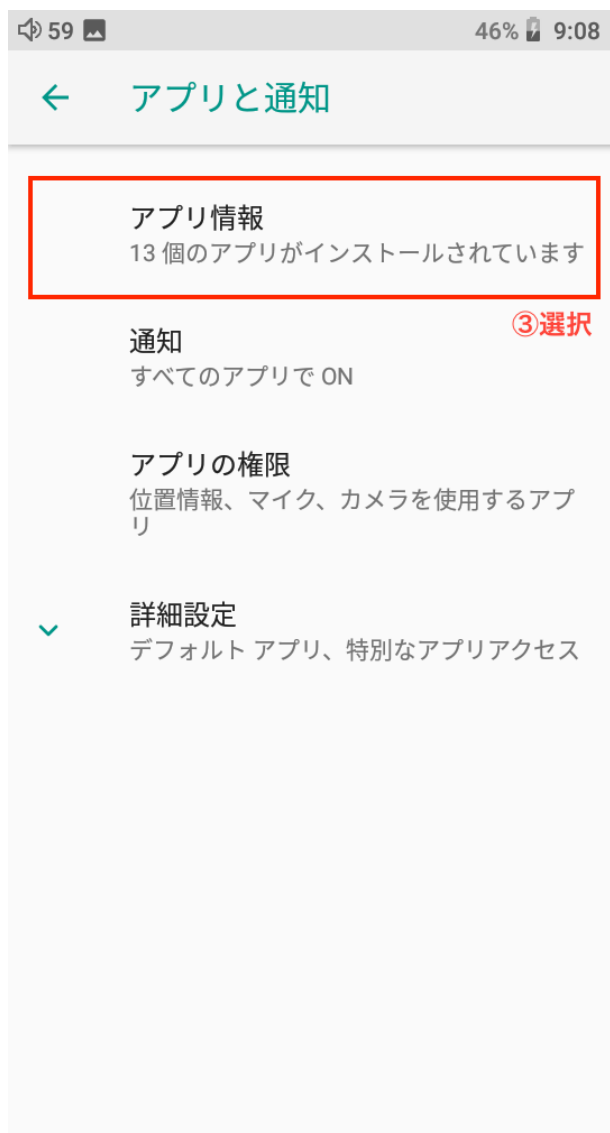 59 46% 9:08
アプリと通知
アプリ情報
13 個のアプリがインストールされています
③選択
通知
すべてのアプリで ON
アプリの権限
位置情報、マイク、カメラを使用するアプ
リ
詳細設定
デフォルト アプリ、特別なアプリアクセス